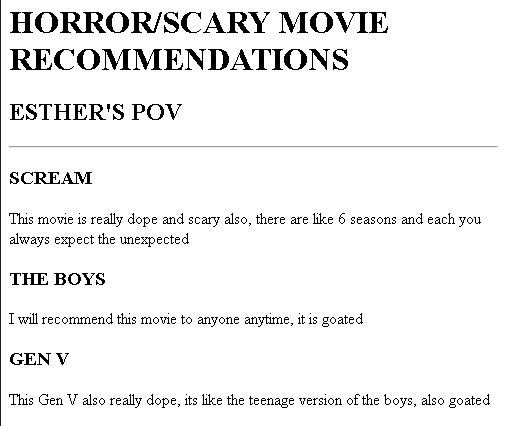 HORROR/SCARY MOVIE
RECOMMENDATIONS
ESTHER'S POV
SCREAM
This movie is really dope and scary also, there are like 6 seasons and each you
always expect the unexpected
THE BOYS
I will recommend this movie to anyone anytime, it is goated
GEN V
This Gen V also really dope, its like the teenage version of the boys, also goated